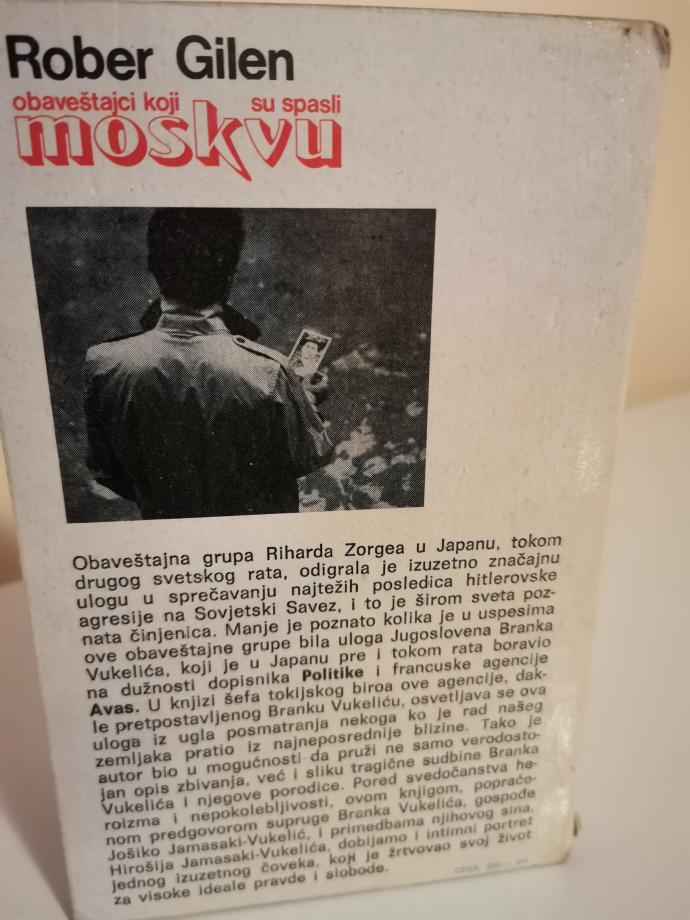 Rober Gilen
obaveštajci koji su spasli
moskvu
Obaveštajna grupa Riharda Zorgea u Japanu, tokom
drugog svetskog rata, odigrala je izuzetno značajnu
ulogu u sprečavanju najtežih posledica hitlerovske
agresije na Sovjetski Savez, i to je širom sveta poz-
nata činjenica. Manje je poznato kolika je u uspesima
ove obaveštajne grupe bila uloga Jugoslovena Branka
Vukelića, koji je u Japanu pre i tokom rata boravio
na dužnosti dopisnika Politike i francuske agencije
Avas. U knjizi šefa tokijskog biroa ove agencije, dak-
le pretpostavljenog Branku Vukeliću, osvetljava se ova
uloga iz ugla posmatranja nekoga ko je rad našeg
zemljaka pratio iz najneposrednije blizine. Tako je
autor bio u mogućnosti da pruži ne samo verodosto-
jan opis zbivanja, već i sliku tragične sudbine Branka
Vukelića i njegove porodice. Pored svedočanstva he-
roizma i nepokolebljivosti, ovom knjigom, popraće-
nom predgovorom supruge Branka Vukelića, gospođe
Jošiko Jamasaki-Vukelić, i primedbama njihovog sina,
Hirošija Jamasaki-Vukelića, dobijamo i intimni portret
jednog izuzetnog čoveka, koji je žrtvovao svoj život
za visoke ideale pravde i slobode.
CENA: